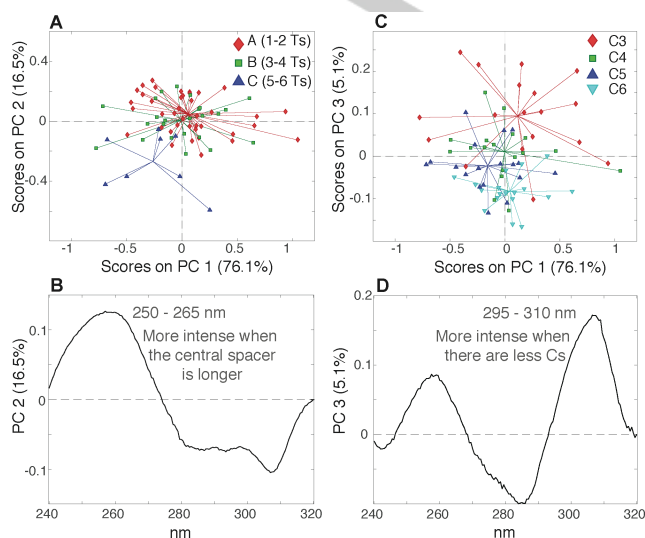 A
A (1-2 Ts)
B (3-4 Ts)
C (5-6 Ts)
Scores on PC 2 (16.5%)
0.4
0
-0.4
-1
-0.5
0
0.5
1
Scores on PC 1 (76.1%)
C
C3
C4
C5
C6
Scores on PC 3 (5.1%)
0.2
0.1
0
-0.1
-1
-0.5
0
0.5
1
Scores on PC 1 (76.1%)
B
250 - 265 nm
More intense when
the central spacer
is longer
PC 2 (16.5%)
0.1
0
-0.1
240
260
280
300
320
nm
D
295 - 310 nm
More intense when
there are less Cs
PC 3 (5.1%)
0.2
0.1
0
240
260
280
300
320
nm